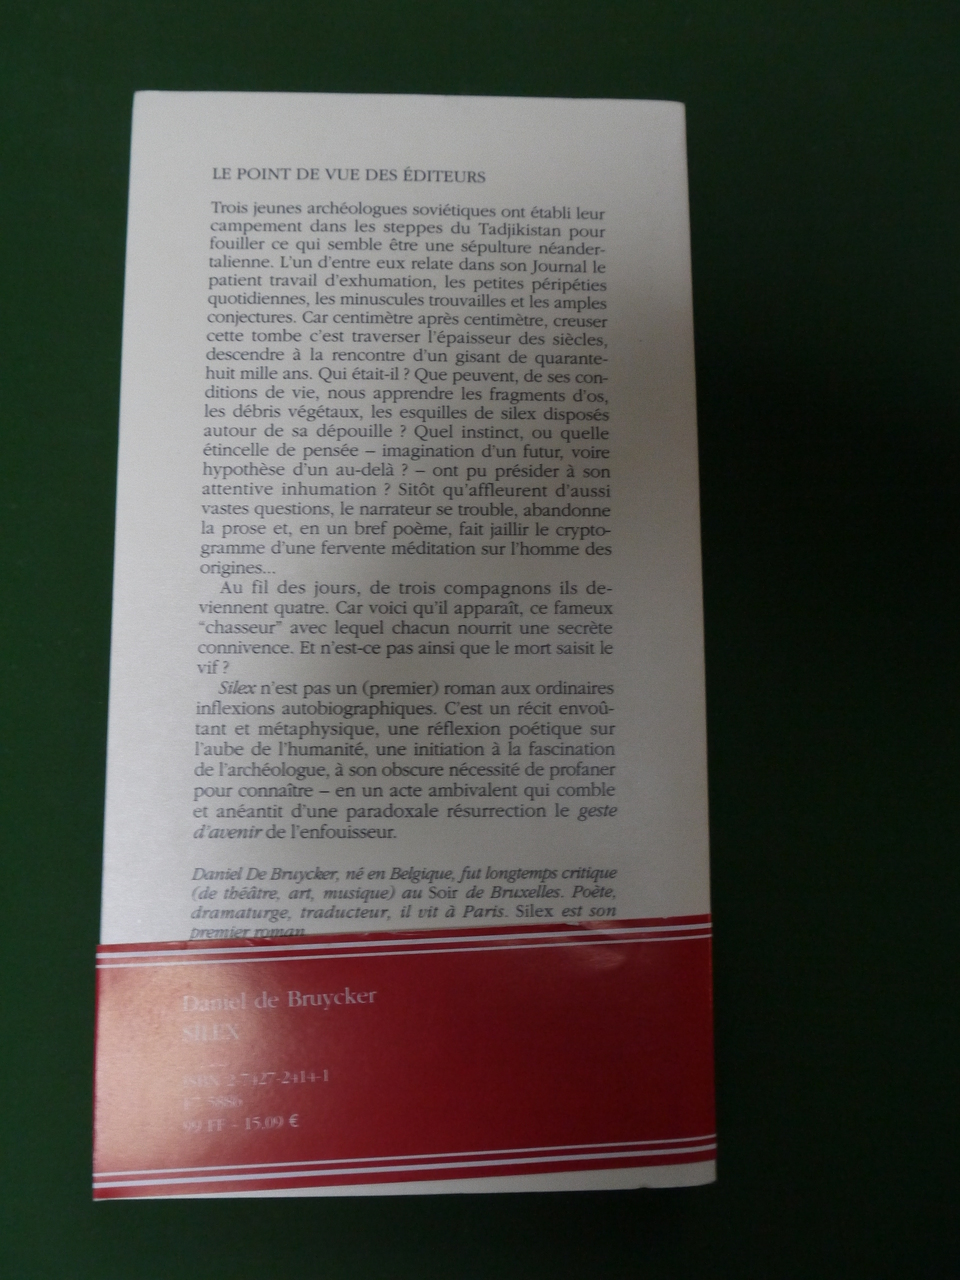 LE POINT DE VUE DES ÉDITEURS
Trois jeunes archéologues soviétiques ont établi leur
campement dans les steppes du Tadjikistan pour
fouiller ce qui semble être une sépulture néander-
talienne. L'un d'entre eux relate dans son Journal le
patient travail d'exhumation, les petites péripéties
quotidiennes, les minuscules trouvailles et les amples
conjectures. Car centimètre après centimètre, creuser
cette tombe c'est traverser l'épaisseur des siècles,
descendre à la rencontre d'un gisant de quarante-
huit mille ans. Qui était-il ? Que peuvent, de ses con-
ditions de vie, nous apprendre les fragments d'os,
les débris végétaux, les esquilles de silex disposés
autour de sa dépouille ? Quel instinct, ou quelle
étincelle de pensée – imagination d'un futur, voire
hypothèse d'un au-delà ? – ont pu présider à son
attentive inhumation ? Sitôt qu'affleurent d'aussi
vastes questions, le narrateur se trouble, abandonne
la prose et, en un bref poème, fait jaillir le crypto-
gramme d'une fervente méditation sur l'homme des
origines...
Au fil des jours, de trois compagnons ils de-
viennent quatre. Car voici qu'il apparaît, ce fameux
"chasseur" avec lequel chacun nourrit une secrète
connivence. Et n'est-ce pas ainsi que le mort saisit le
vif ?
Silex n'est pas un (premier) roman aux ordinaires
inflexions autobiographiques. C'est un récit envoû-
tant et métaphysique, une réflexion poétique sur
l'aube de l'humanité, une initiation à la fascination
de l'archéologue, à son obscure nécessité de profaner
pour connaître – en un acte ambivalent qui comble
et anéantit d'une paradoxale résurrection le geste
d'avenir de l'enfouisseur.
Daniel De Bruycker, né en Belgique, fut longtemps critique
(de théâtre, art, musique) au Soir de Bruxelles. Poète,
dramaturge, traducteur, il vit à Paris. Silex est son
premier roman
Daniel de Bruycker
SILEX
ISBN 2-7427-2414-1
99 FF – 15.09 €